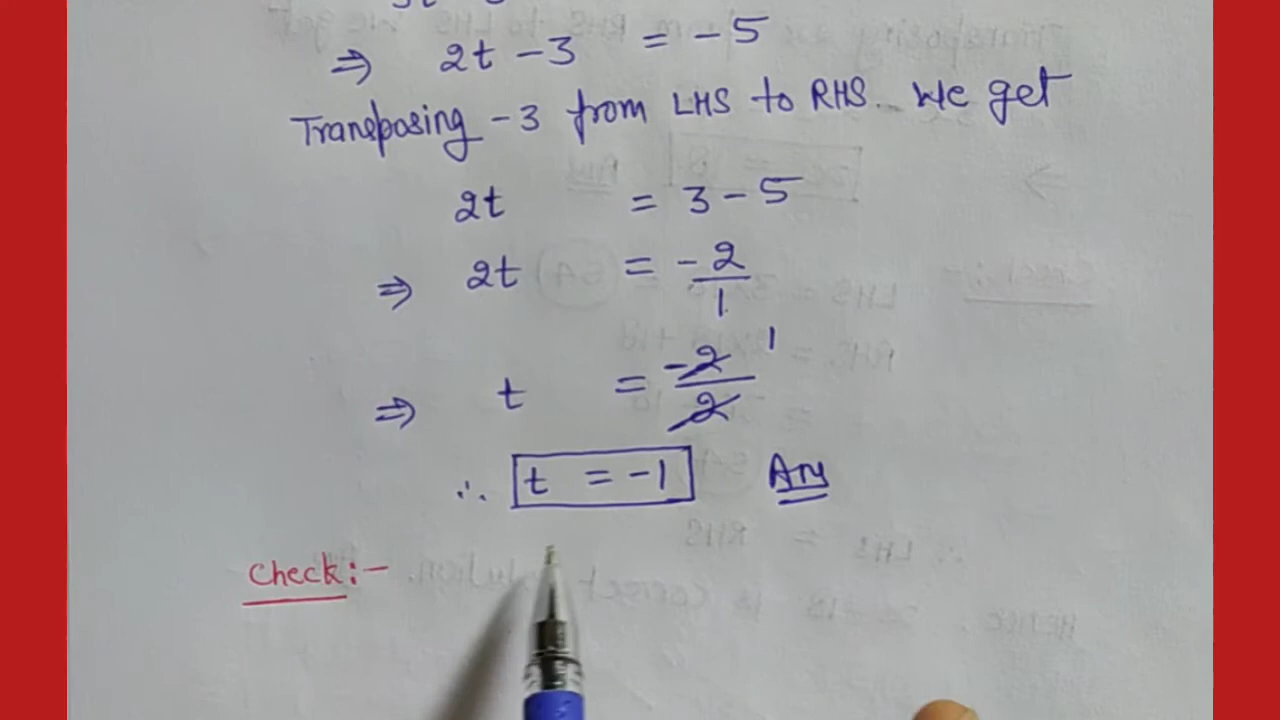 ⇒ 2t - 3 = - 5
Transposing - 3 from LHS to RHS. We get
2t = 3 - 5
⇒ 2t = -2/1
⇒ t = -2/2 1
∴ t = -1 Ans
Check:-